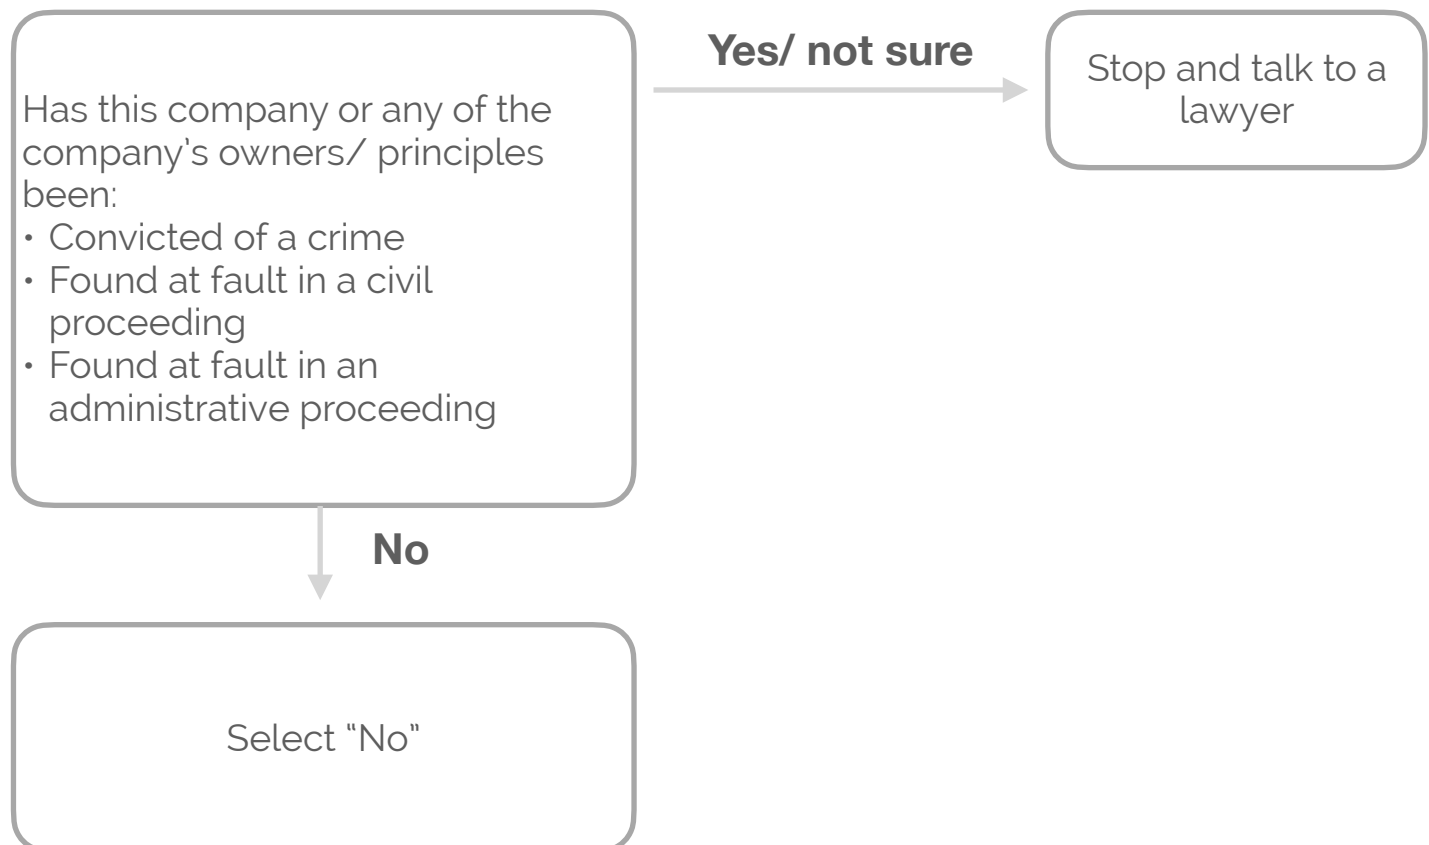 Has this company or any of the
company's owners/ principles
been:
• Convicted of a crime
• Found at fault in a civil
proceeding
• Found at fault in an
administrative proceeding
Yes/ not sure
Stop and talk to a
lawyer
No
Select “No”